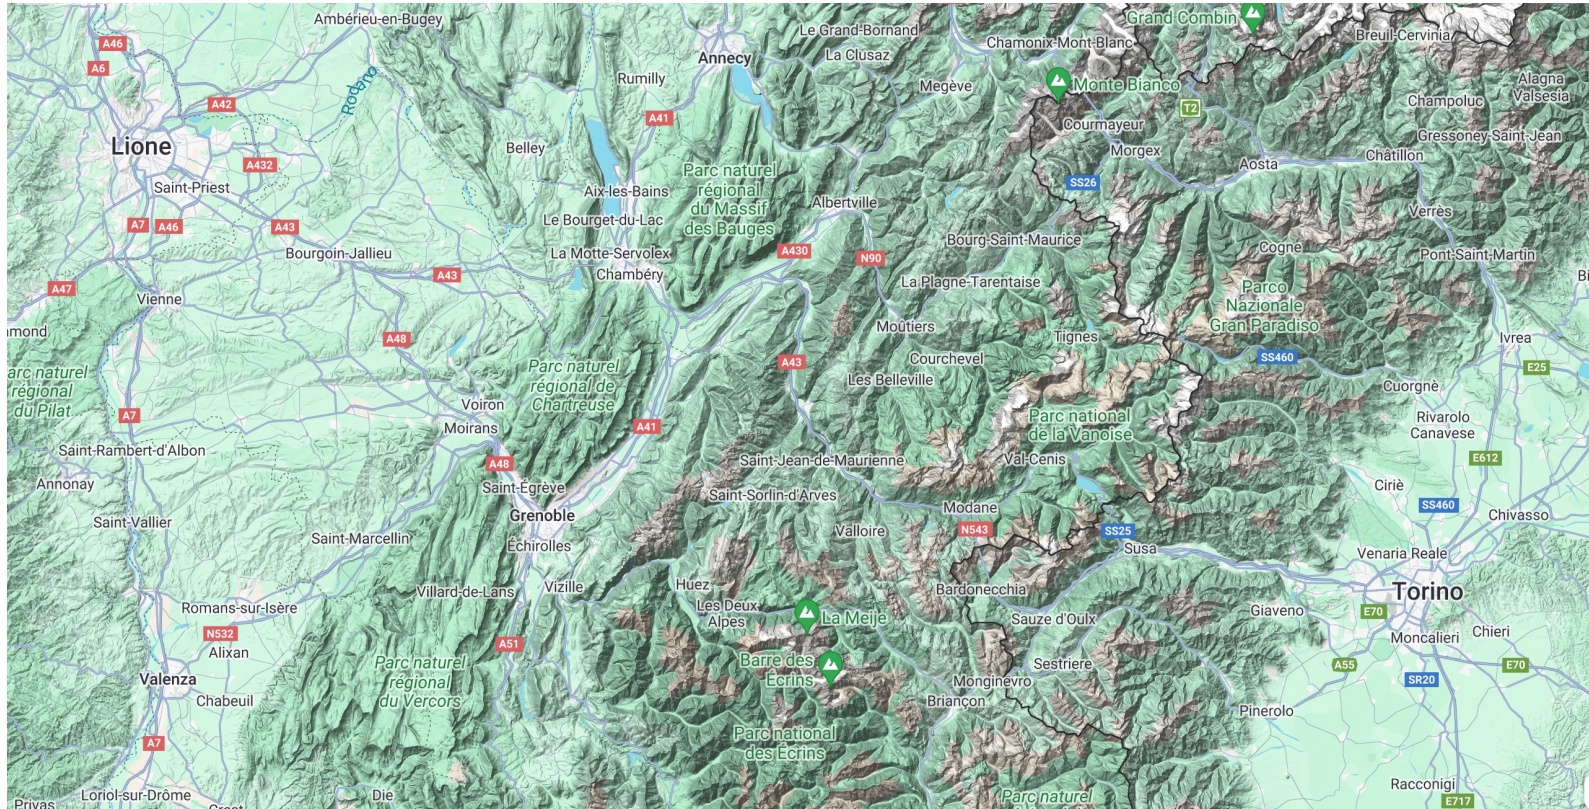 Ambérieu-en-Bugey
Le Grand-Bornand
Grand Combin
Breuil-Cervinia
A46
Annecy
La Clusaz
Chamonix-Mont-Blanc
A6
Rumilly
Megève
Monte Bianco
Alagna
Valsesia
Rodano
A42
A41
T2
Champoluc
Courmayeur
Gressoney-Saint-Jean
Lione
Belley
Morgex
Châtillon
A432
Aosta
Parc naturel
régional
du Massif
des Bauges
Saint-Priest
Aix-les-Bains
SS26
Albertville
Verrès
A7
A46
A43
Le Bourget-du-Lac
Bourg-Saint-Maurice
Cogne
Bourgoin-Jallieu
La Motte-Servolex
A430
N90
Pont-Saint-Martin
A43
Chambéry
La Plagne-Tarentaise
Bi
A47
Vienne
Parco
Nazionale
Gran Paradiso
mond
A48
Moûtiers
Tignes
Ivrea
Parc naturel
régional de
Chartreuse
A43
Courchevel
SS460
E25
arc naturel
régional
du Pilat
Les Belleville
Cuorgnè
A7
Voiron
Moirans
A41
Parc national
de la Vanoise
Rivarolo
Canavese
Saint-Rambert-d'Albon
A48
Saint-Jean-de-Maurienne
Val-Cenis
E612
Annonay
Saint-Égrève
Saint-Sorlin-d'Arves
Ciriè
Saint-Vallier
Grenoble
Modane
SS460
Chivasso
Saint-Marcellin
Échirolles
Valloire
N543
SS25
Susa
Venaria Reale
Villard-de-Lans
Vizille
Huez
Bardonecchia
Torino
Romans-sur-Isère
Les Deux
Alpes
La Meije
Sauze d'Oulx
Giaveno
E70
N532
Alixan
A51
Moncalieri
Chieri
Parc naturel
régional
du Vercors
Barre des
Écrins
Sestriere
A55
E70
Valenza
Monginevro
SR20
Chabeuil
Briançon
Pinerolo
A7
Parc national
des Écrins
Loriol-sur-Drôme
Die
Parc naturel
Racconigi
Privas
E717